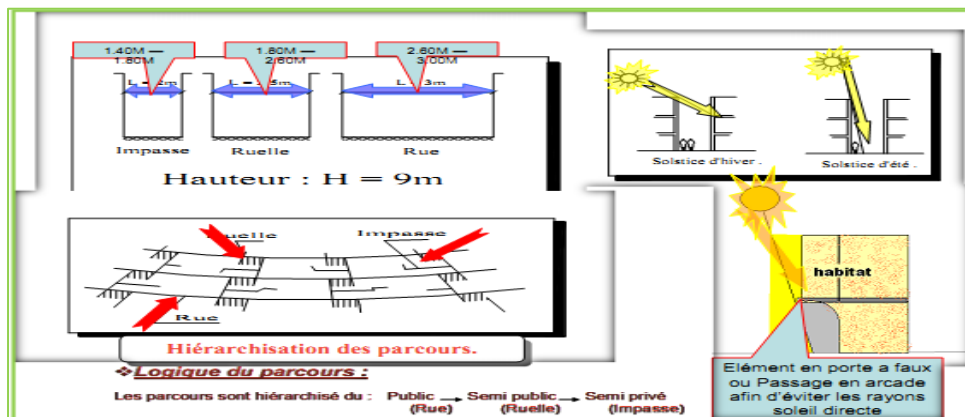 1.40M — 1.80M
1.80M — 2.60M
2.60M — 3.00M
L = 3m
Impasse
Ruelle
Rue
Hauteur : H = 9m
Solstice d'hiver .
Solstice d'été .
Ruelle
Impasse
Rue
Hiérarchisation des parcours.
habitat
Elément en porte a faux
ou Passage en arcade
afin d'éviter les rayons
soleil directe
❖Logique du parcours :
Les parcours sont hiérarchisé du : Public → Semi public → Semi privé
(Rue) (Ruelle) (Impasse)